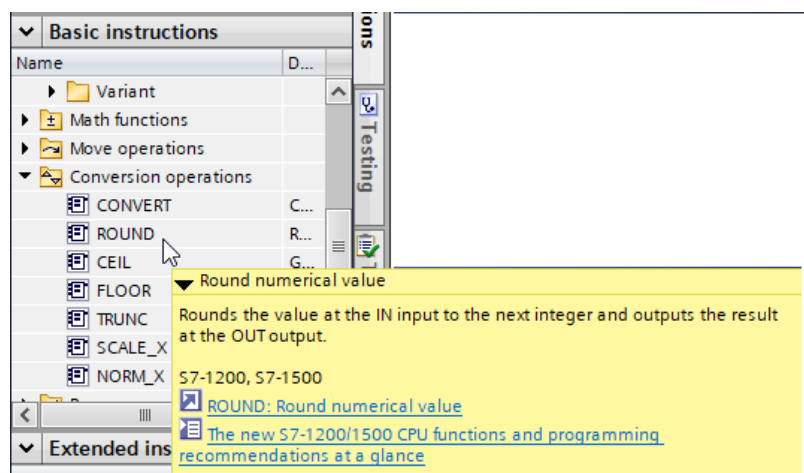 Basic instructions
Name D...
Variant
Math functions
Move operations
Conversion operations
CONVERT C...
ROUND R...
CEIL G...
FLOOR
TRUNC
SCALE_X
NORM_X
Extended ins
ions
Testing
Round numerical value
Rounds the value at the IN input to the next integer and outputs the result
at the OUT output.
S7-1200, S7-1500
ROUND: Round numerical value
The new S7-1200/1500 CPU functions and programming
recommendations at a glance